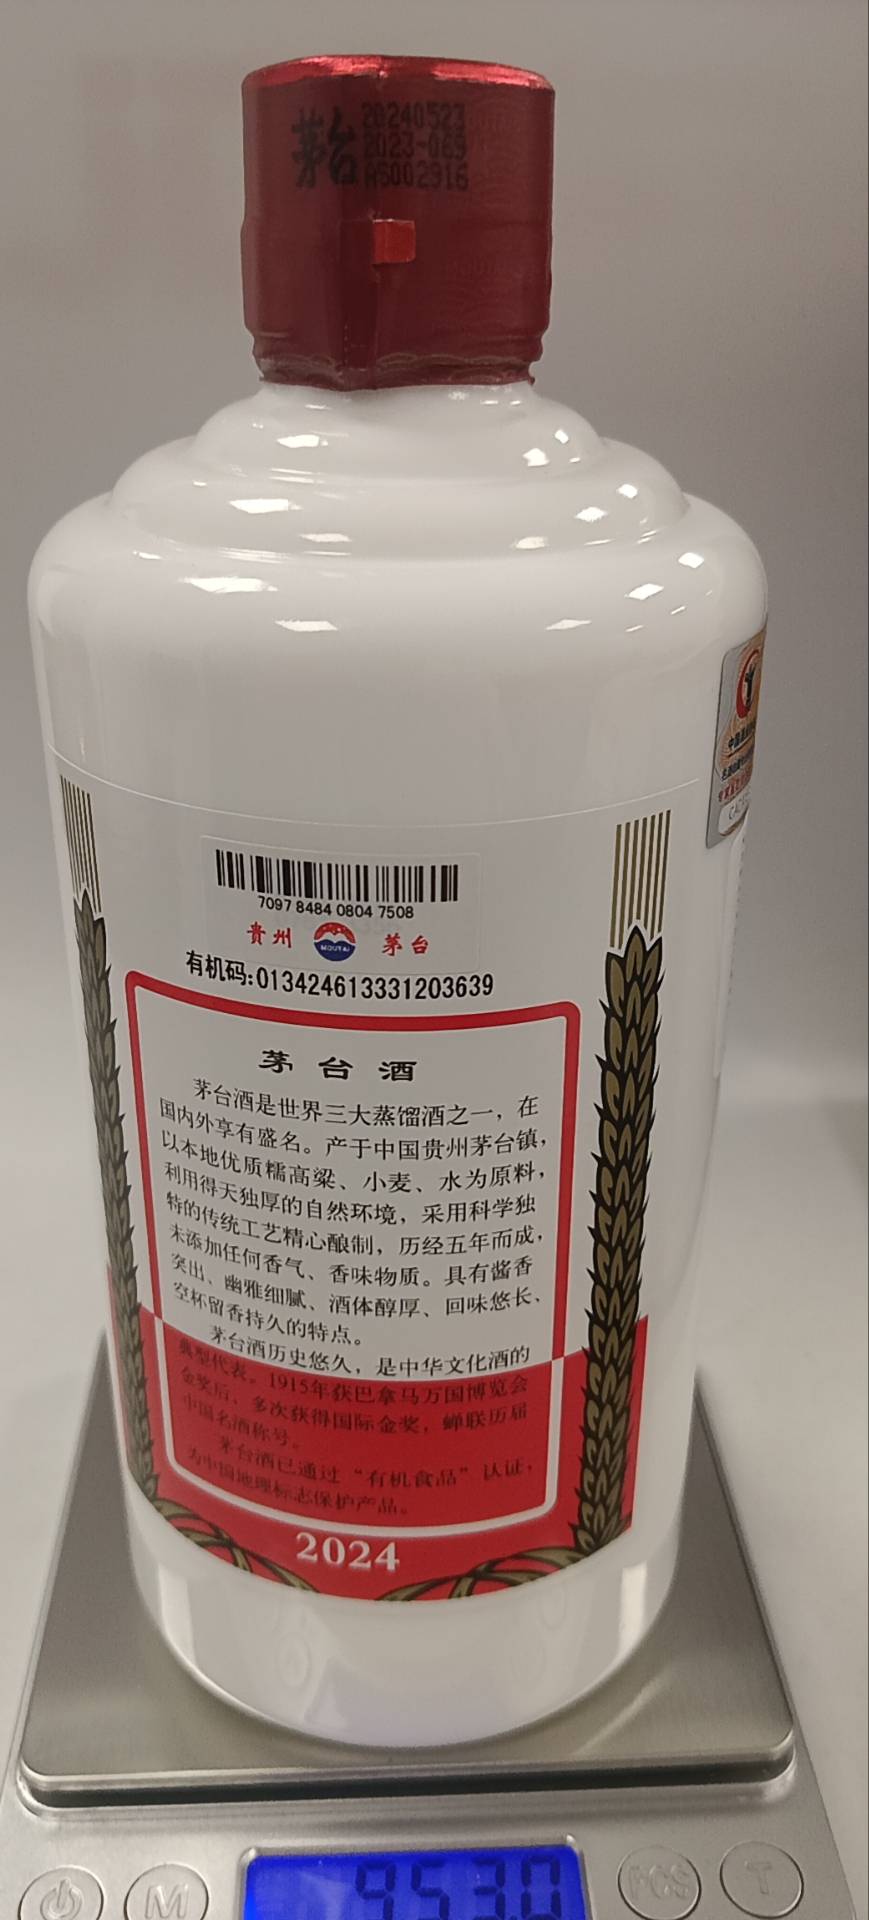 茅台
20240523
2023-069
A5002916
7097 8484 0804 7508
贵州 MOUTAI 茅台
有机码:013424613331203639
茅台酒
茅台酒是世界三大蒸馏酒之一，在
国内外享有盛名。产于中国贵州茅台镇，
以本地优质糯高粱、小麦、水为原料，
利用得天独厚的自然环境，采用科学独
特的传统工艺精心酿制，历经五年而成，
未添加任何香气、香味物质。具有酱香
突出、幽雅细腻、酒体醇厚、回味悠长、
空杯留香持久的特点。
茅台酒历史悠久，是中华文化酒的
典型代表。1915年获巴拿马万国博览会
金奖后，多次获得国际金奖，蝉联历届
中国名酒称号。
茅台酒已通过“有机食品”认证，
为中国地理标志保护产品。
2024
M
PCS
T
953.0